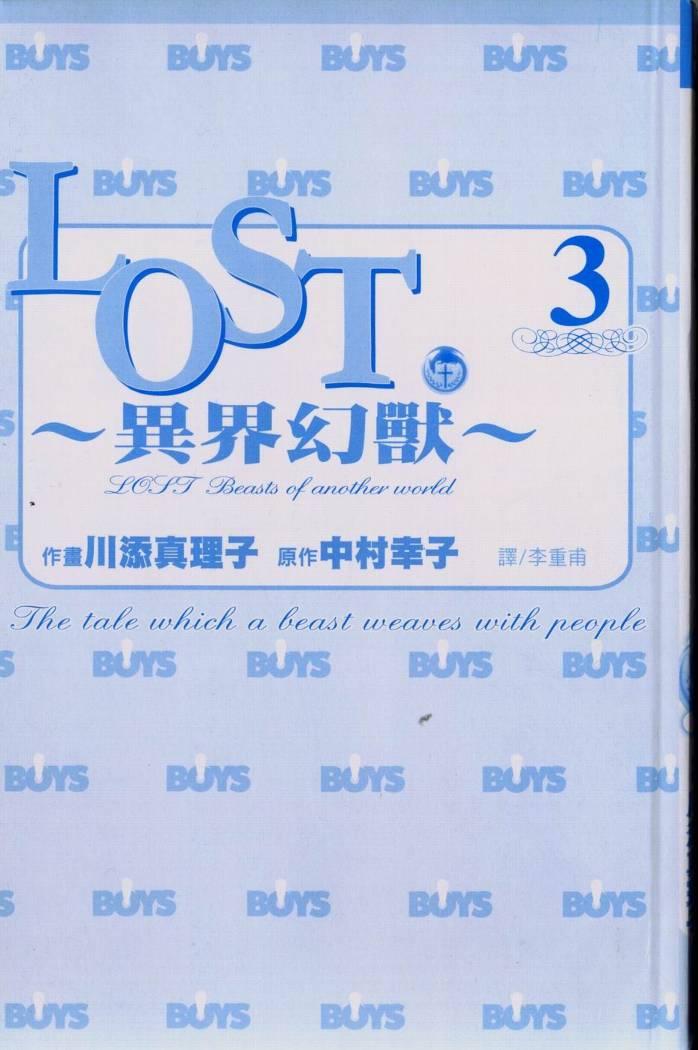 BUYS BUYS BUYS BUYS BU
S BUYS BUYS BUYS BUYS
LOST
3
BU
~異界幻獸~
LOST Beasts of another world
作畫 川添真理子 原作 中村幸子 譯/李重甫
BU
The tale which a beast weaves with people
S BUYS BUYS BUYS BUYS
BUYS BUYS BUYS BUYS BU
S BUYS BUYS BUYS BUYS
BUYS BUYS BUYS BUYS BU